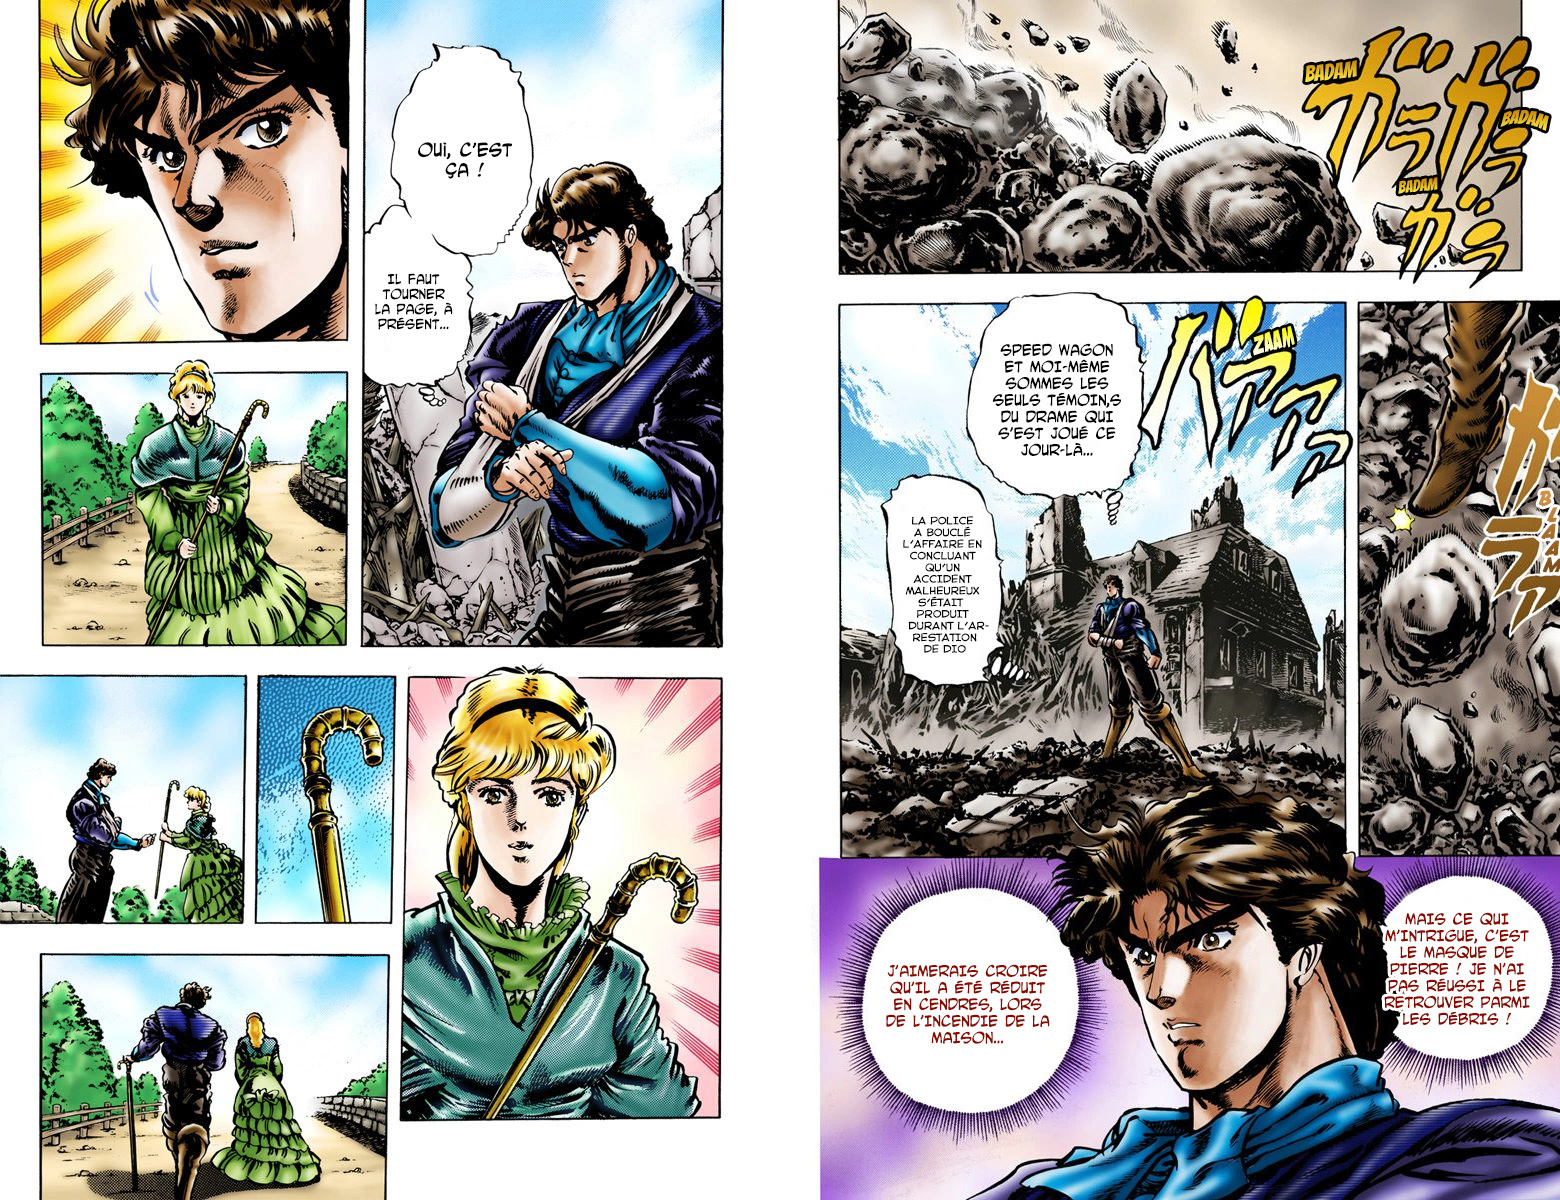 BADAM
BADAM
BADAM
ガラガラ
ガラ
SPEED WAGON
ET MOI-MÊME
SOMMES LES
SEULS TÉMOIN,S
DU DRAME QUI
S'EST JOUÉ CE
JOUR-LÀ...
ZAAM
バアアア
LA POLICE
A BOUCLÉ
L'AFFAIRE EN
CONCLUANT
QU'UN
ACCIDENT
MALHEUREUX
S'ÉTAIT
PRODUIT
DURANT L'AR-
RESTATION
DE DIO
MAIS CE QUI
M'INTRIGUE, C'EST
LE MASQUE DE
PIERRE ! JE N'AI
PAS RÉUSSI À LE
RETROUVER PARMI
LES DÉBRIS !
J'AIMERAIS CROIRE
QU'IL A ÉTÉ RÉDUIT
EN CENDRES, LORS
DE L'INCENDIE DE LA
MAISON...
OUI, C'EST
ÇA !
IL FAUT
TOURNER
LA PAGE, À
PRÉSENT...